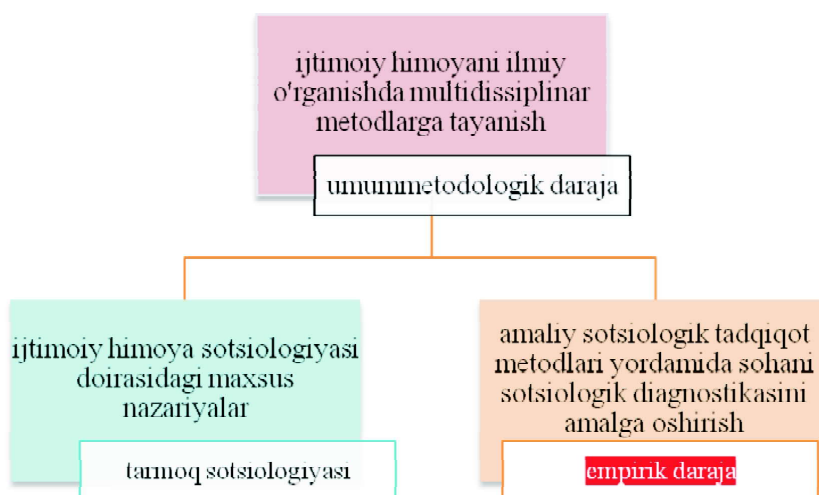 ijtimoiy himoyani ilmiy
o'rganishda multidissiplinar
metodlarga tayanish
umummetodologik daraja
ijtimoiy himoya sotsiologiyasi
doirasidagi maxsus
nazariyalar
tarmoq sotsiologiyasi
amaliy sotsiologik tadqiqot
metodlari yordamida sohani
sotsiologik diagnostikasini
amalga oshirish
empirik daraja